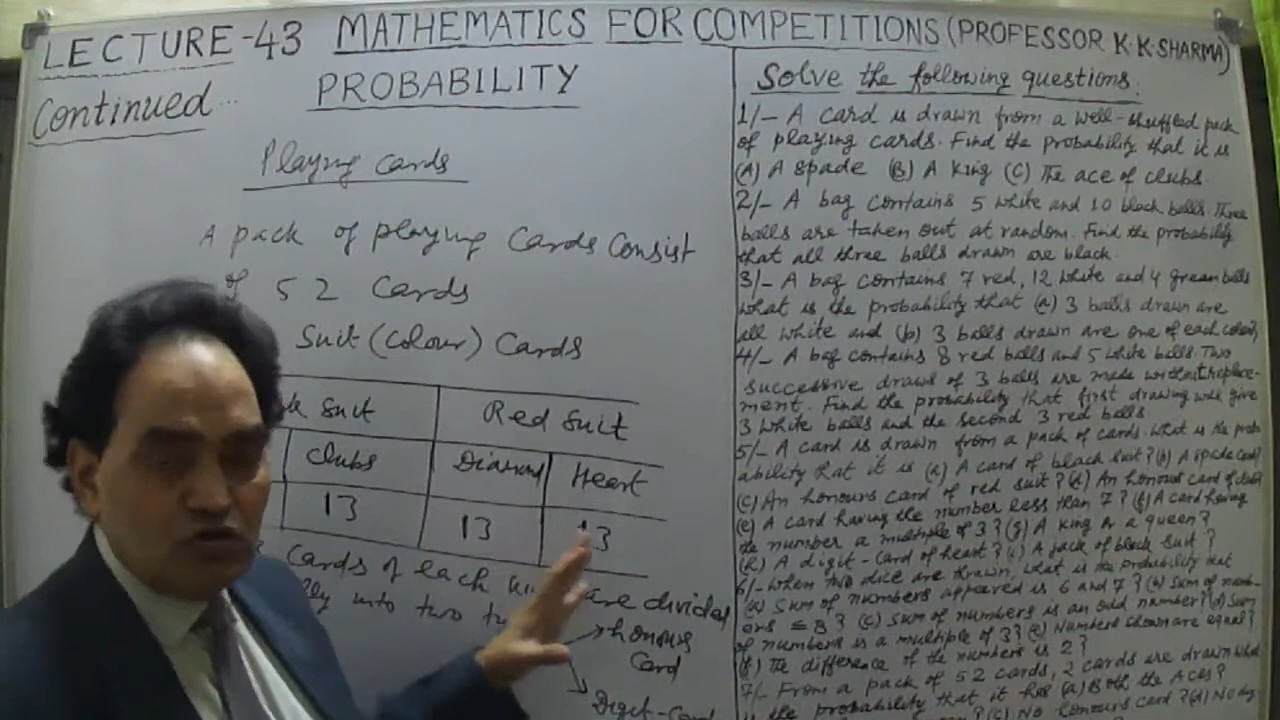 LECTURE-43 MATHEMATICS FOR COMPETITIONS (PROFESSOR K.K.SHARMA)
Continued... PROBABILITY
Playing cards
A pack of playing Cards Consist
of 52 Cards
Suit (Colour) Cards
Suit Red Suit
Clubs Diamond Heart
13 13 13
Cards of each are divided
into two
honours
Card
Digit-Card
Solve the following questions.
1/- A card is drawn from a well-shuffled pack
of playing cards. Find the probability that it is
(A) A spade (B) A King (C) The ace of clubs.
2/- A bag contains 5 white and 10 black balls. Three
balls are taken out at random. Find the probability
that all three balls drawn are black.
3/- A bag contains 7 red, 12 white and 4 green balls
what is the probability that (a) 3 balls drawn are
all white and (b) 3 balls drawn are one of each colour?
4/- A bag contains 8 red balls and 5 white balls. Two
successive draws of 3 balls are made without replace-
ment. Find the probability that first drawing will give
3 white balls and the second 3 red balls.
5/- A card is drawn from a pack of cards. What is the prob-
ability that it is (a) A card of black suit? (b) A spade card?
(c) An honours card of red suit? (d) An honours card of club?
(e) A card having the number less than 7? (f) A card having
the number a multiple of 3? (g) A king or a queen?
(h) A digit-card of heart? (i) A jack of black suit?
6/- When two dice are thrown, what is the probability that
(a) Sum of numbers appeared is 6 and 7? (b) Sum of numb-
ers ≤ 8? (c) Sum of numbers is an odd number? (d) Sum
of numbers is a multiple of 3? (e) Numbers shown are equal?
(f) The difference of the numbers is 2?
7/- From a pack of 52 cards, 2 cards are drawn. What
is the probability that it has (a) Both the Aces?
(c) No honours card? (d) No